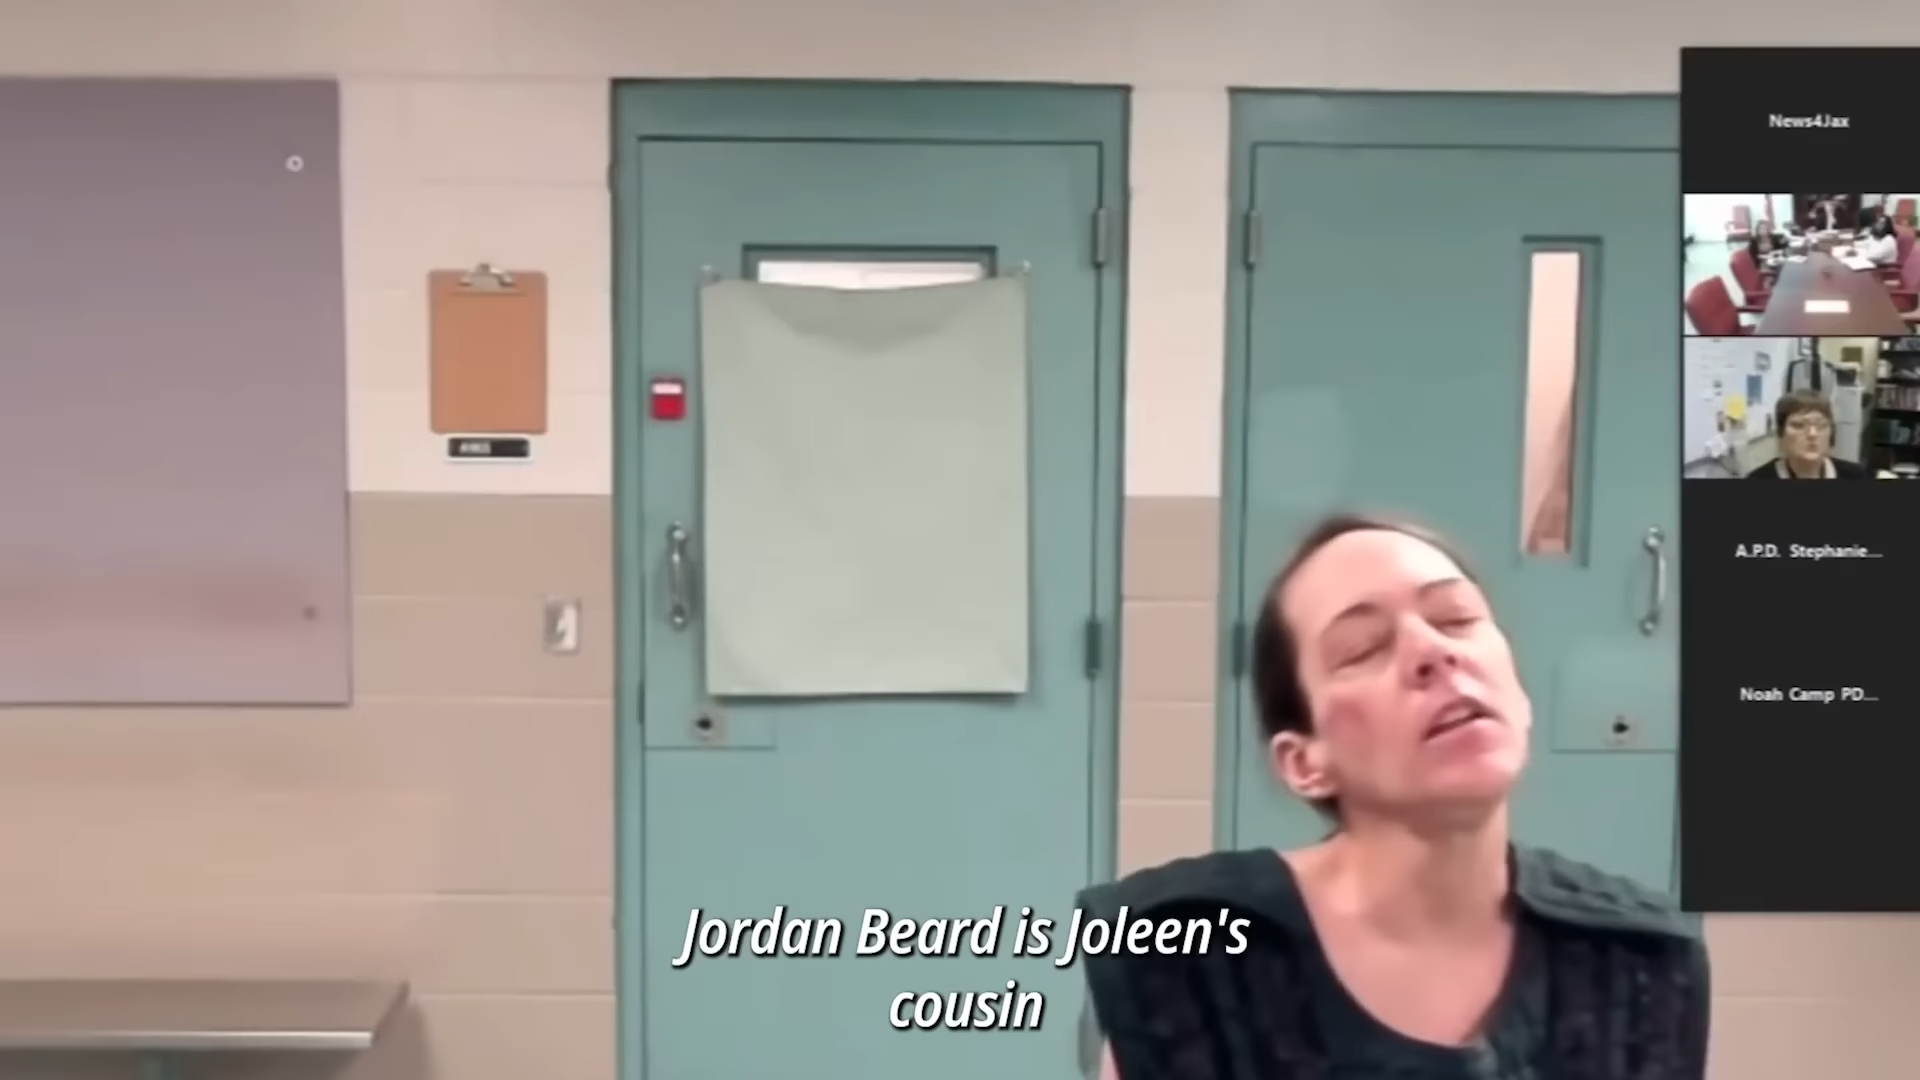 News4Jax
A.P.D. Stephanie...
Noah Camp PD...
Jordan Beard is Joleen's
cousin